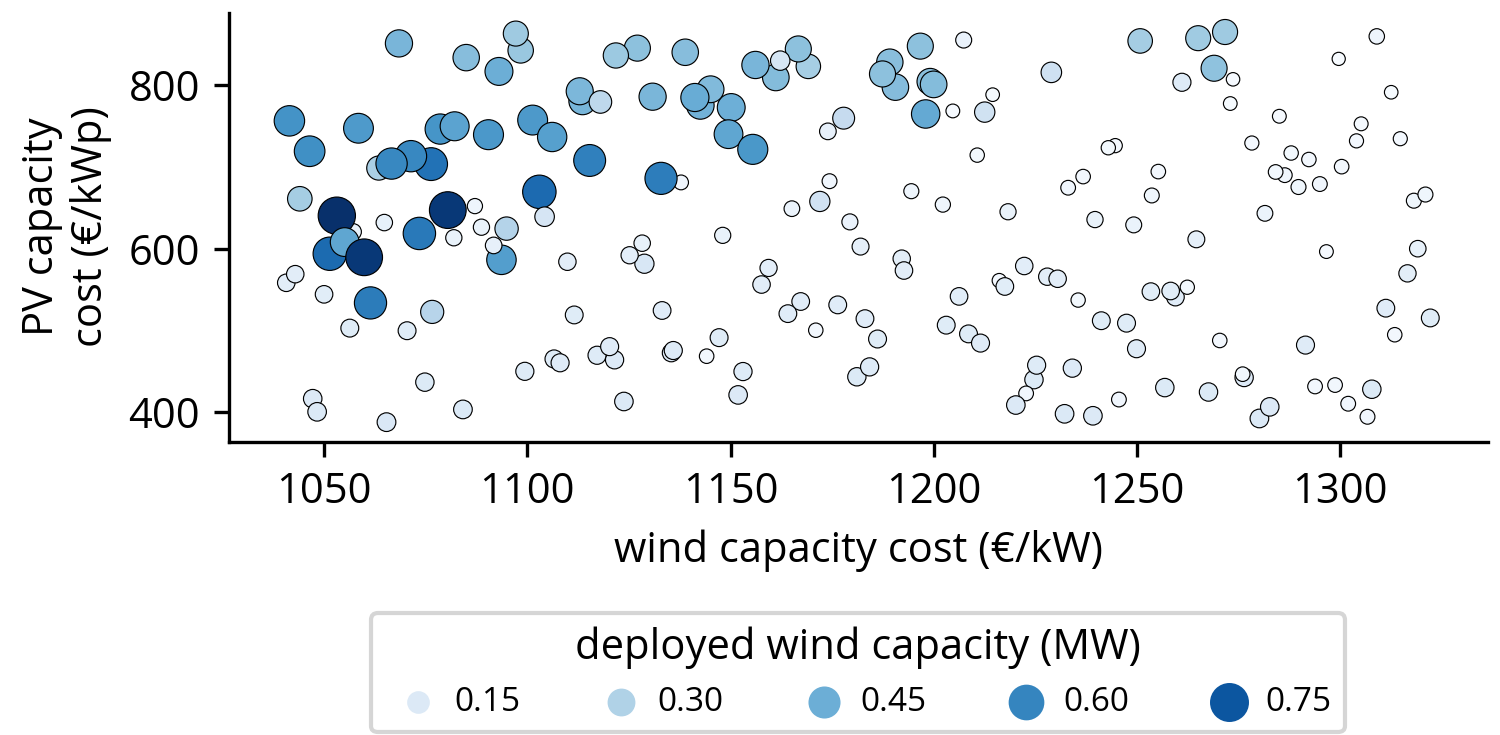 PV capacity
cost (€/kWp)
800
600
400
1050 1100 1150 1200 1250 1300
wind capacity cost (€/kW)
deployed wind capacity (MW)
0.15 0.30 0.45 0.60 0.75